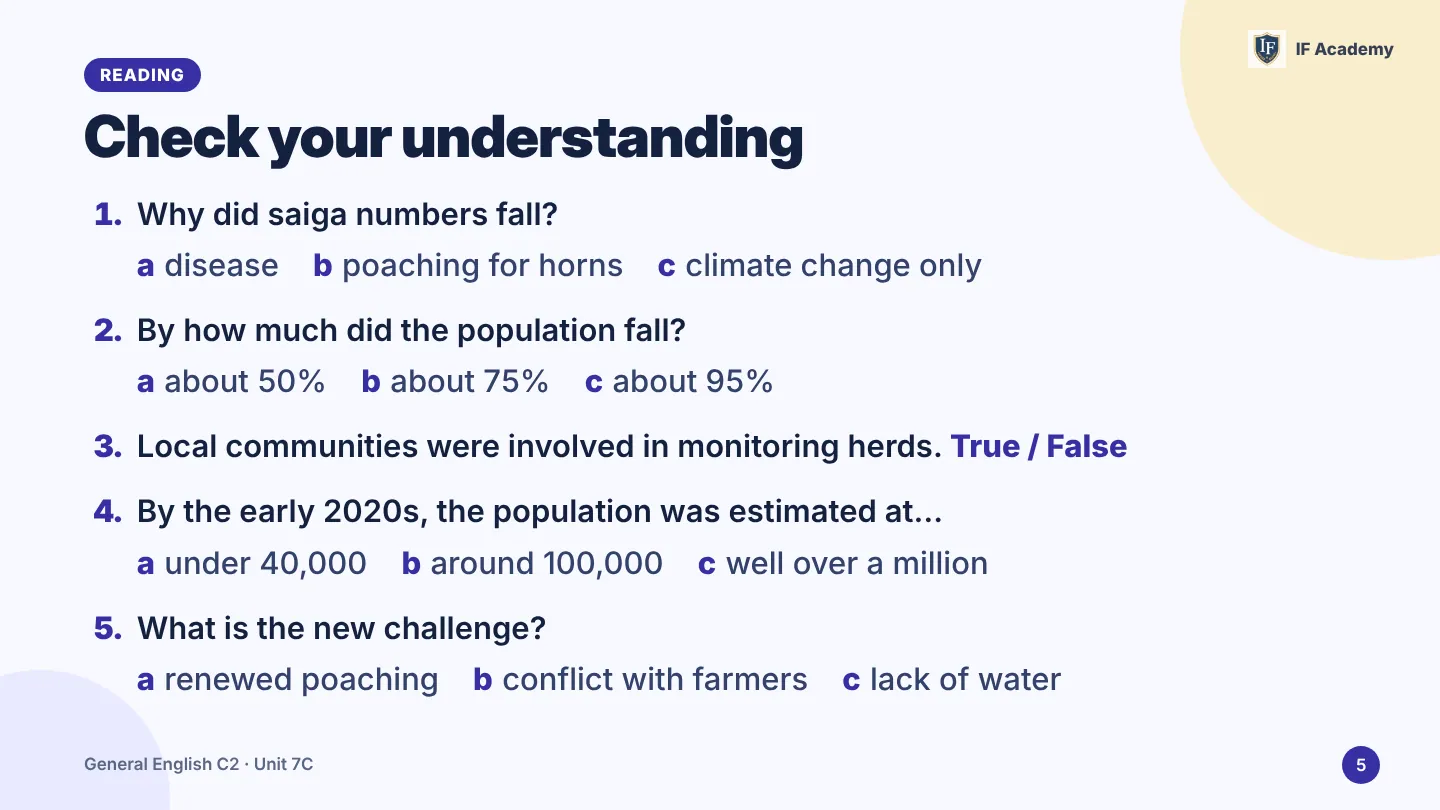 IF
IF Academy
READING
Check your understanding
1. Why did saiga numbers fall?
a disease b poaching for horns c climate change only
2. By how much did the population fall?
a about 50% b about 75% c about 95%
3. Local communities were involved in monitoring herds. True / False
4. By the early 2020s, the population was estimated at…
a under 40,000 b around 100,000 c well over a million
5. What is the new challenge?
a renewed poaching b conflict with farmers c lack of water
General English C2 · Unit 7C
5